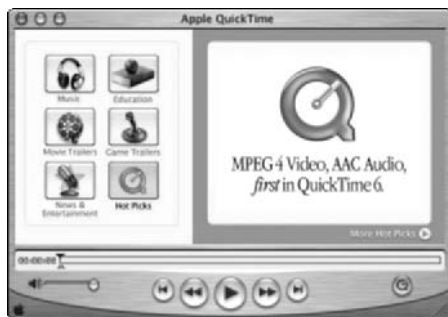 Apple QuickTime
Music
Education
Movie Trailers
Game Trailers
News &
Entertainment
Hot Picks
MPEG 4 Video, AAC Audio,
first in QuickTime 6.
More Hot Picks
00:00:00